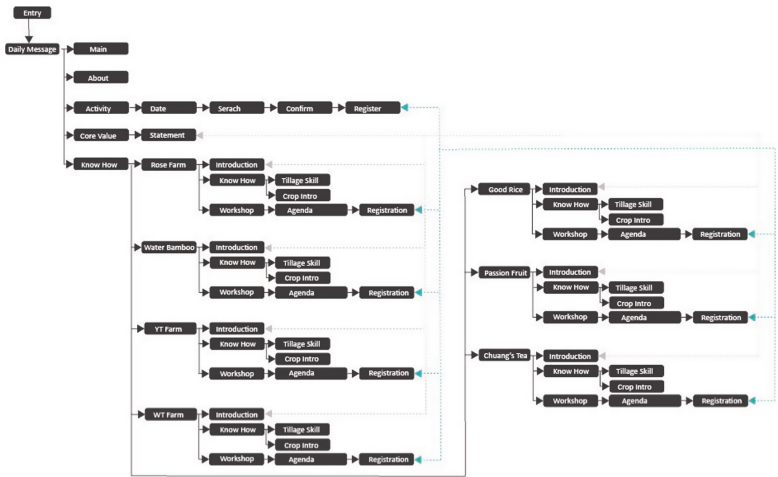 Entry
Daily Message
Main
About
Activity
Date
Serach
Confirm
Register
Core Value
Statement
Know How
Rose Farm
Introduction
Know How
Tillage Skill
Crop Intro
Workshop
Agenda
Registration
Water Bamboo
Introduction
Know How
Tillage Skill
Crop Intro
Workshop
Agenda
Registration
YT Farm
Introduction
Know How
Tillage Skill
Crop Intro
Workshop
Agenda
Registration
WT Farm
Introduction
Know How
Tillage Skill
Crop Intro
Workshop
Agenda
Registration
Good Rice
Introduction
Know How
Tillage Skill
Crop Intro
Workshop
Agenda
Registration
Passion Fruit
Introduction
Know How
Tillage Skill
Crop Intro
Workshop
Agenda
Registration
Chuang's Tea
Introduction
Know How
Tillage Skill
Crop Intro
Workshop
Agenda
Registration